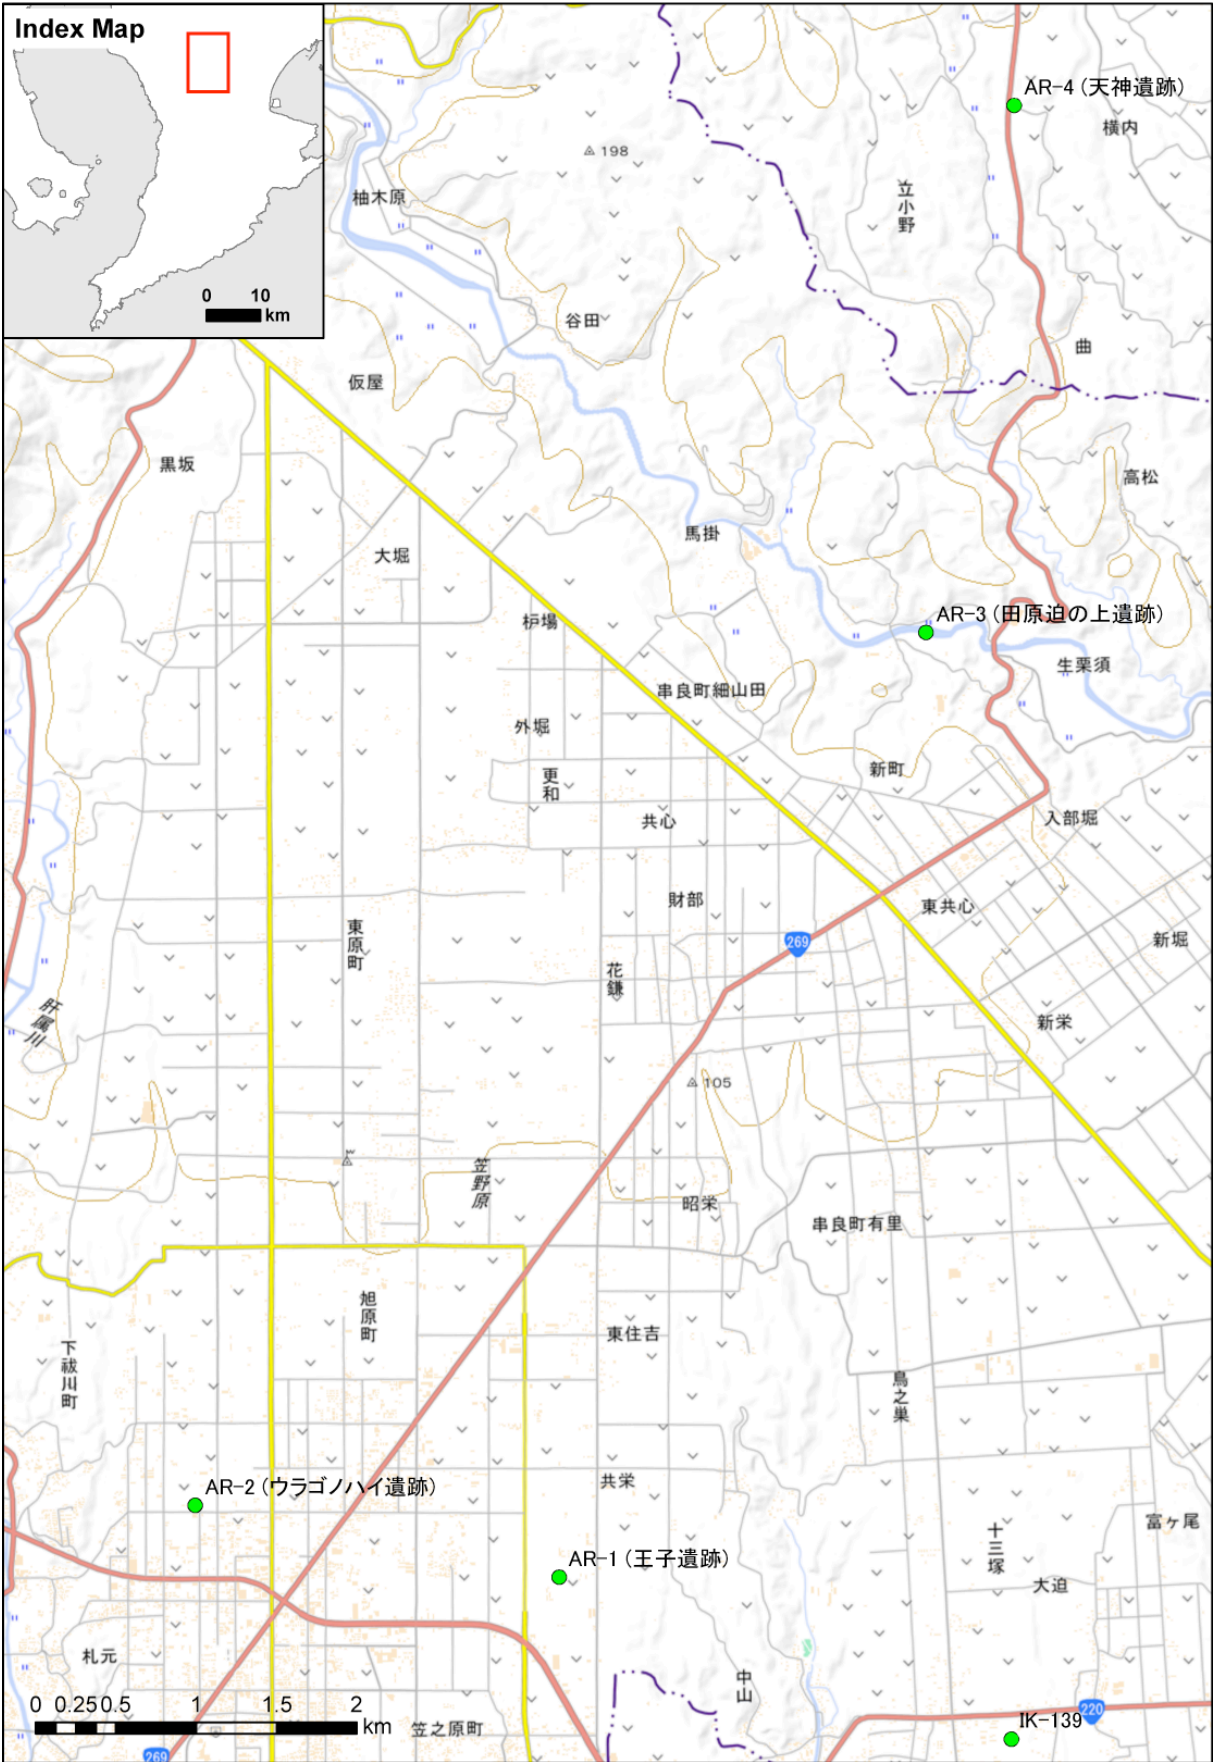 Index Map
0 10
km
AR-4 (天神遺跡)
横内
198
立小野
柚木原
谷田
曲
仮屋
黒坂
高松
馬掛
大堀
AR-3 (田原迫の上遺跡)
枦場
生栗須
串良町細山田
外堀
新町
更和
入部堀
共心
財部
東共心
東原町
新堀
269
花鎌
肝属川
新栄
105
笠野原
昭栄
串良町有里
旭原町
東住吉
下祓川町
鳥之巣
共栄
AR-2 (ウラゴノハイ遺跡)
富ヶ尾
十三塚
AR-1 (王子遺跡)
大迫
札元
中山
0 0.25 0.5 1 1.5 2
km
笠之原町
220
IK-139
269